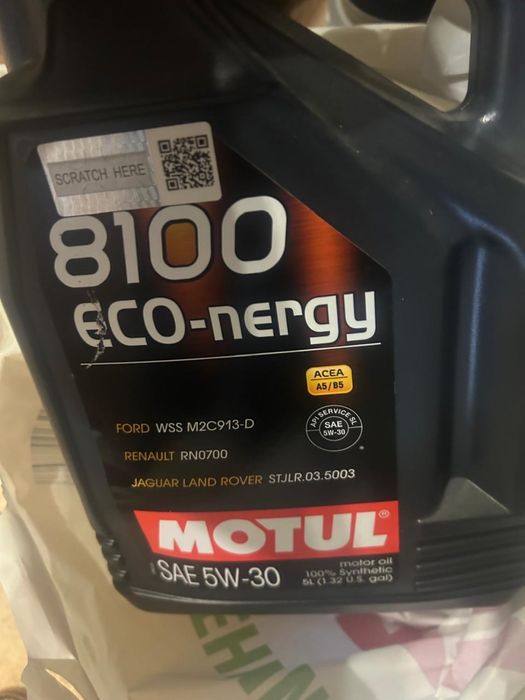 SCRATCH HERE
8100
eco-nergy
ACEA
A5/B5
FORD WSS M2C913-D
API SERVICE SL
SAE
5W-30
RENAULT RN0700
JAGUAR LAND ROVER STJLR.03.5003
MOTUL®
SAE 5W-30
motor oil
100% Synthetic
5L (1.32 U.S. gal)